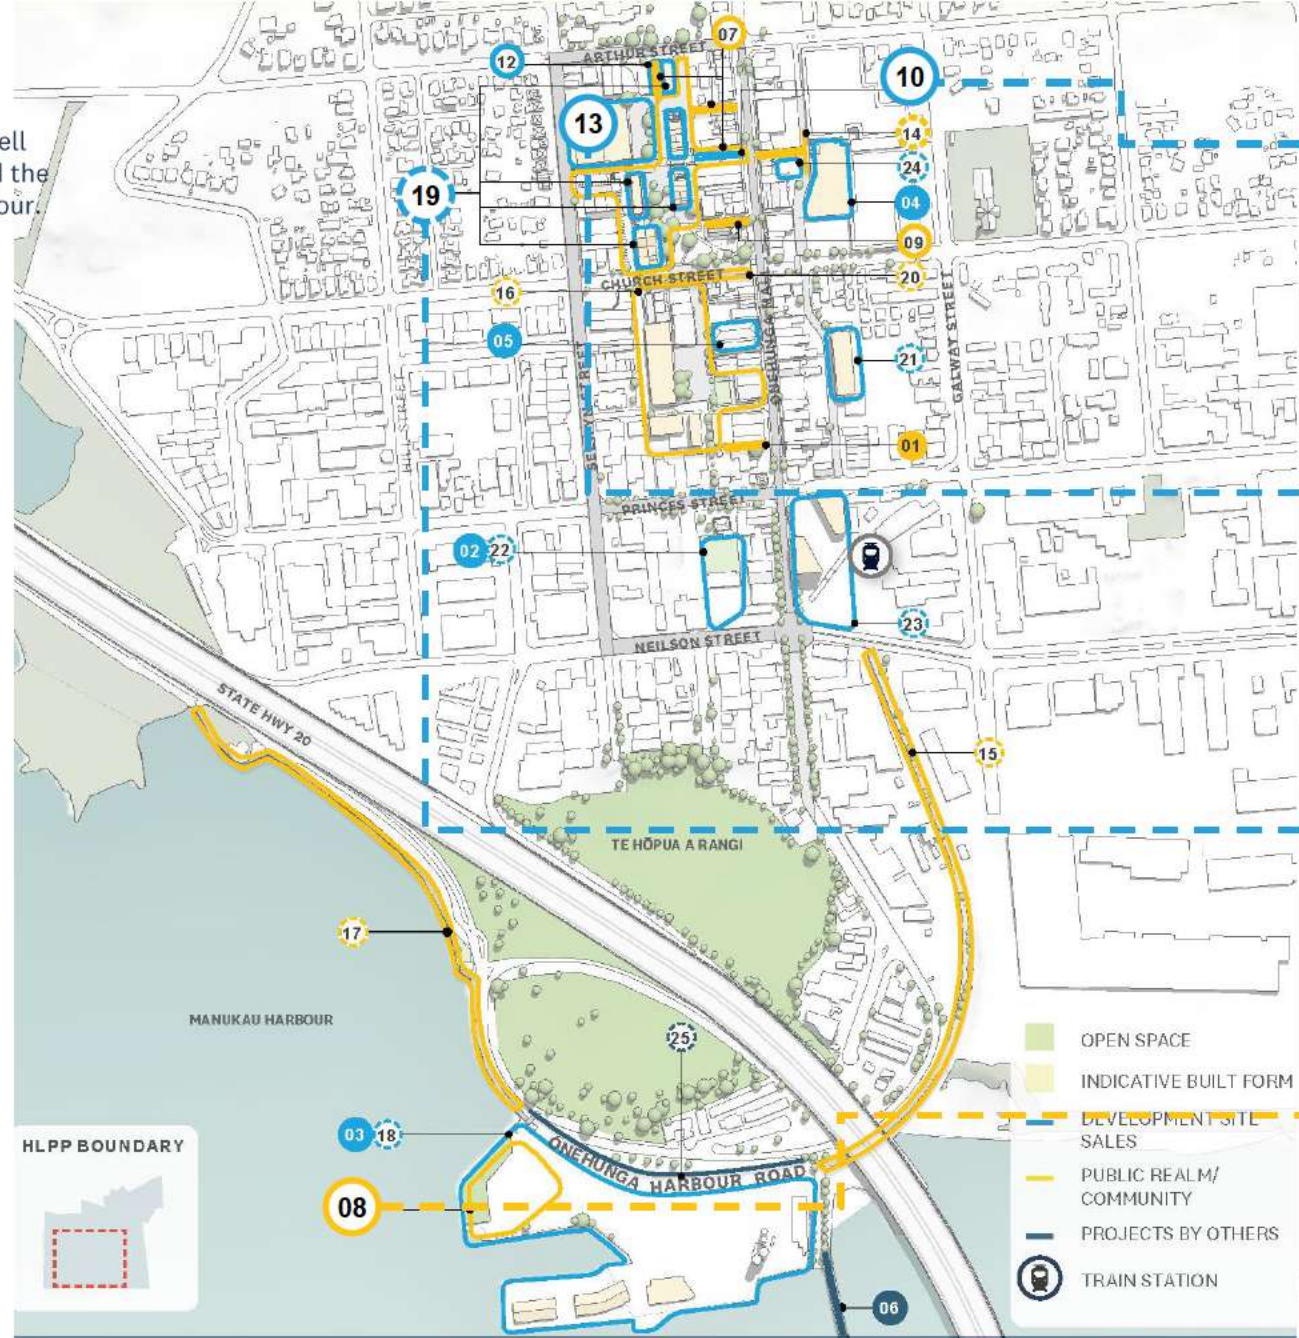 07
ARTHUR STREET
12
10
13
14
ell
the
our.
24
19
04
09
CHURCH STREET
20
16
05
21
GALWAY STREET
01
PRINCES STREET
02 22
23
NEILSON STREET
STATE HWY 20
15
TE HŌPUA A RANGI
17
MANUKAU HARBOUR
25
OPEN SPACE
INDICATIVE BUILT FORM
DEVELOPMENT SITE
SALES
PUBLIC REALM/
COMMUNITY
PROJECTS BY OTHERS
TRAIN STATION
03 18
ONEHUNGA HARBOUR ROAD
HLPP BOUNDARY
08
06